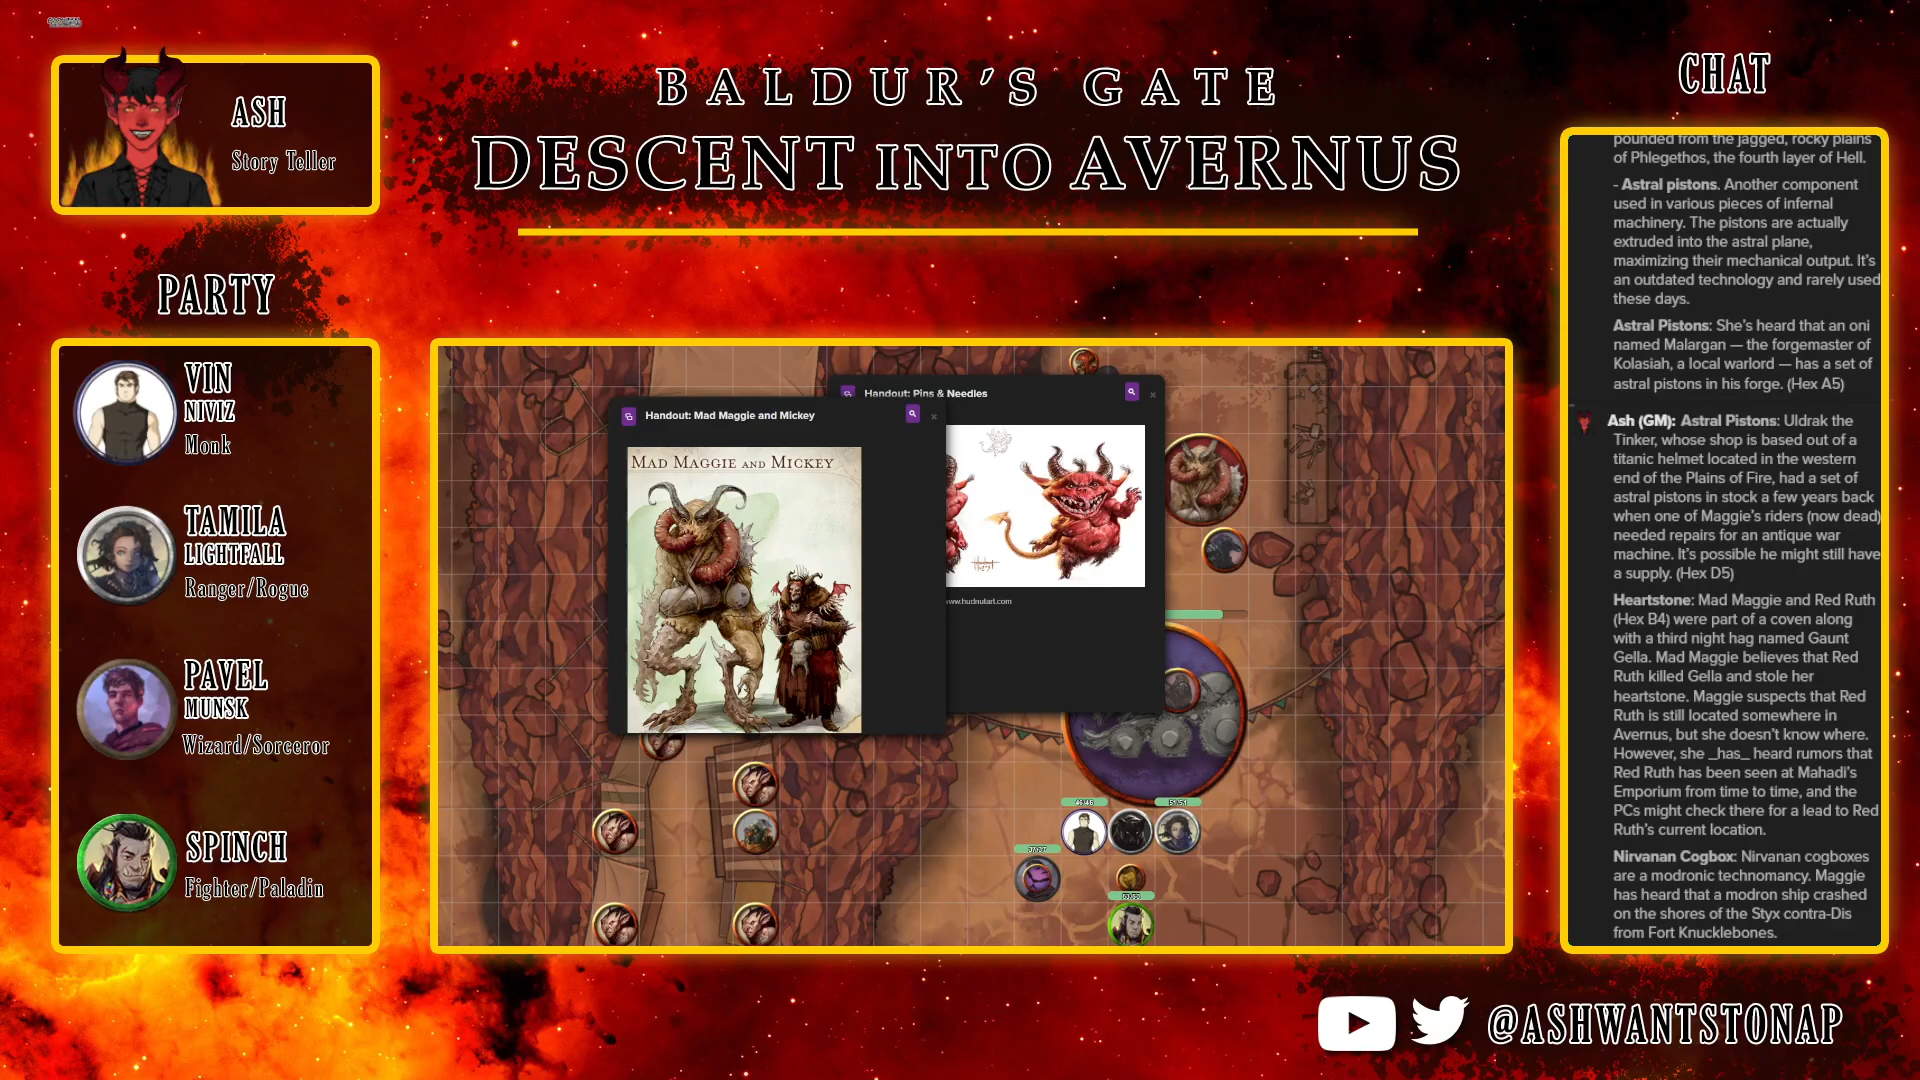 BALDUR'S GATE
DESCENT INTO AVERNUS
ASH
Story Teller
PARTY
VIN
NIVIZ
Monk
TAMILA
LIGHTFALL
Ranger/Rogue
PAVEL
MUNSK
Wizard/Sorceror
SPINCH
Fighter/Paladin
Handout: Pins & Needles
Handout: Mad Maggie and Mickey
MAD MAGGIE AND MICKEY
ww.hudnutart.com
46/46
51/51
CHAT
pounded from the jagged, rocky plains
of Phlegethos, the fourth layer of Hell.
- Astral pistons. Another component
used in various pieces of infernal
machinery. The pistons are actually
extruded into the astral plane,
maximizing their mechanical output. It's
an outdated technology and rarely used
these days.
Astral Pistons: She's heard that an oni
named Malargan — the forgemaster of
Kolasiah, a local warlord — has a set of
astral pistons in his forge. (Hex A5)
Ash (GM): Astral Pistons: Uldrak the
Tinker, whose shop is based out of a
titanic helmet located in the western
end of the Plains of Fire, had a set of
astral pistons in stock a few years back
when one of Maggie's riders (now dead)
needed repairs for an antique war
machine. It's possible he might still have
a supply. (Hex D5)
Heartstone: Mad Maggie and Red Ruth
(Hex B4) were part of a coven along
with a third night hag named Gaunt
Gella. Mad Maggie believes that Red
Ruth killed Gella and stole her
heartstone. Maggie suspects that Red
Ruth is still located somewhere in
Avernus, but she doesn't know where.
However, she _has_ heard rumors that
Red Ruth has been seen at Mahadi's
Emporium from time to time, and the
PCs might check there for a lead to Red
Ruth's current location.
Nirvanan Cogbox: Nirvanan cogboxes
are a modronic technomancy. Maggie
has heard that a modron ship crashed
on the shores of the Styx contra-Dis
from Fort Knucklebones.
@ASHWANTSTONAP